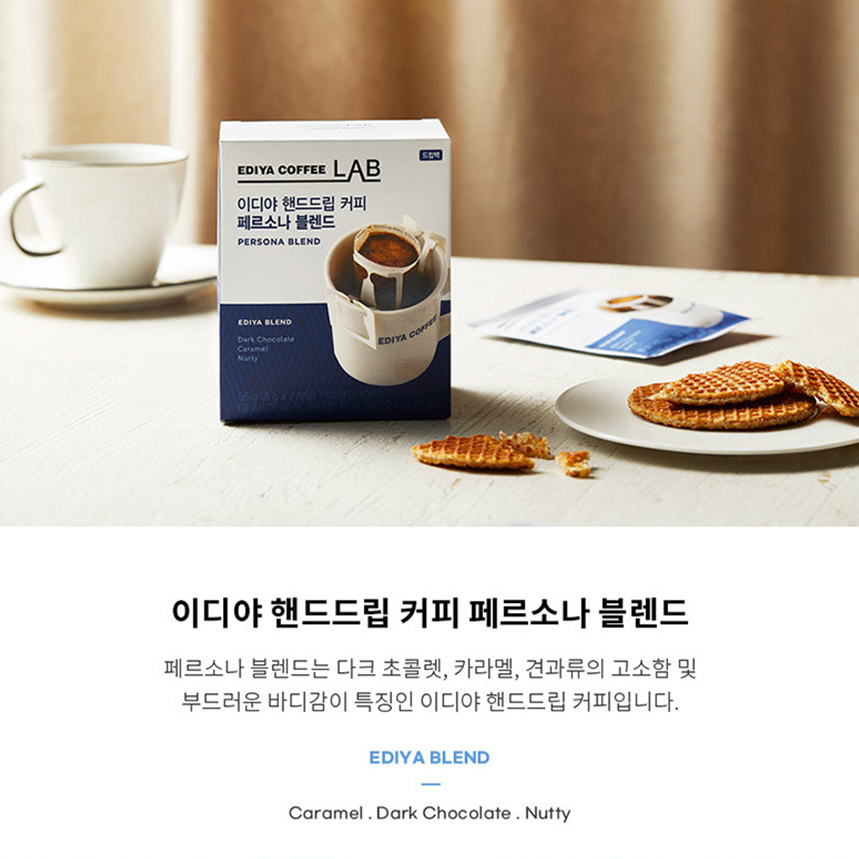 EDIYA COFFEE LAB
드립백
이디야 핸드드립 커피
페르소나 블렌드
PERSONA BLEND
EDIYA COFFEE
EDIYA BLEND
Dark Chocolate
Caramel
Nutty
56 g (8 g x 7개입)
이디야 핸드드립 커피 페르소나 블렌드
페르소나 블렌드는 다크 초콜렛, 카라멜, 견과류의 고소함 및
부드러운 바디감이 특징인 이디야 핸드드립 커피입니다.
EDIYA BLEND
Caramel . Dark Chocolate . Nutty